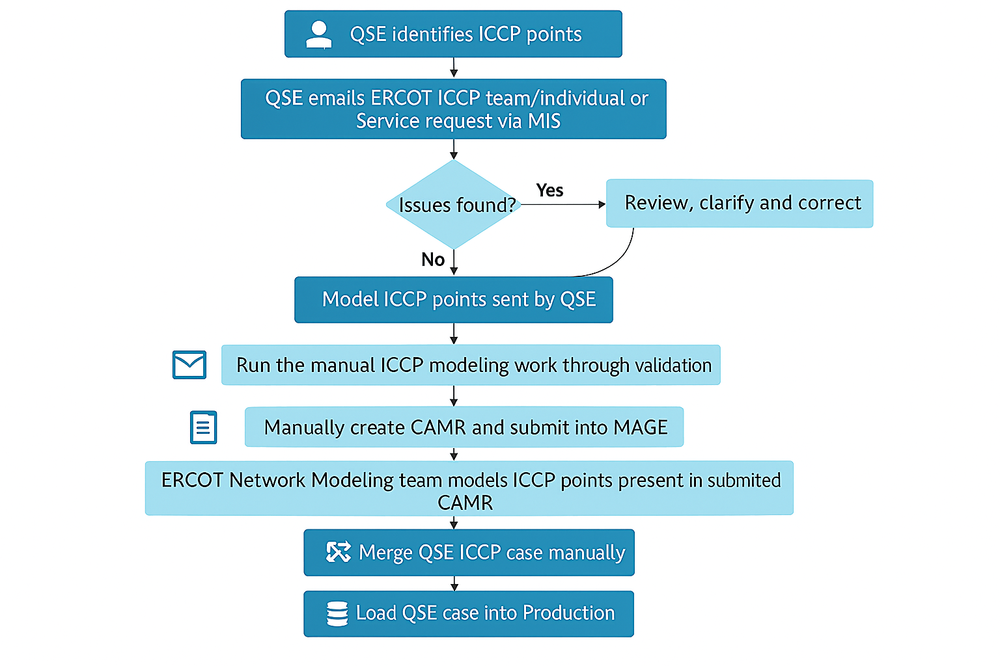 QSE identifies ICCP points
QSE emails ERCOT ICCP team/individual or
Service request via MIS
Issues found?
Yes
Review, clarify and correct
No
Model ICCP points sent by QSE
Run the manual ICCP modeling work through validation
Manually create CAMR and submit into MAGE
ERCOT Network Modeling team models ICCP points present in submited
CAMR
Merge QSE ICCP case manually
Load QSE case into Production